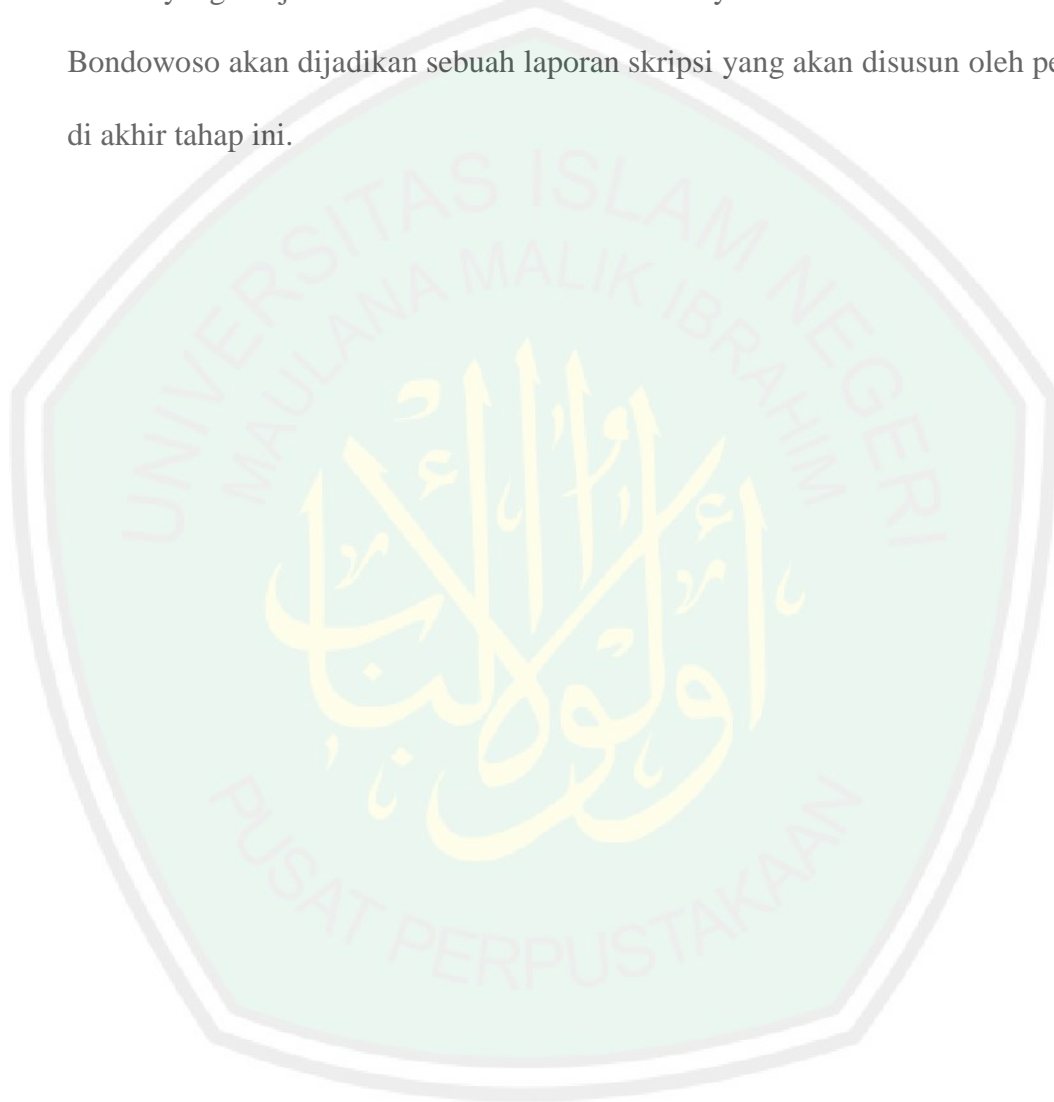 Bondowoso akan dijadikan sebuah laporan skripsi yang akan disusun oleh pe
di akhir tahap ini.
UNIVERSITAS ISLAM NEGERI
MAULANA MALIK IBRAHIM
أولوا الألباب
PUSAT PERPUSTAKAAN